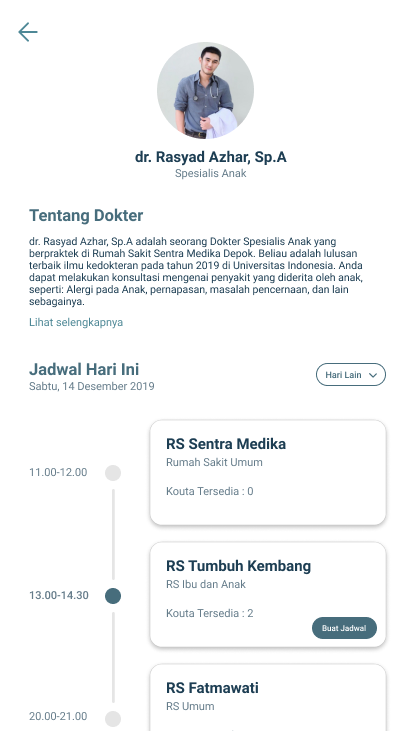 dr. Rasyad Azhar, Sp.A
Spesialis Anak
Tentang Dokter
dr. Rasyad Azhar, Sp.A adalah seorang Dokter Spesialis Anak yang
berpraktek di Rumah Sakit Sentra Medika Depok. Beliau adalah lulusan
terbaik ilmu kedokteran pada tahun 2019 di Universitas Indonesia. Anda
dapat melakukan konsultasi mengenai penyakit yang diderita oleh anak,
seperti: Alergi pada Anak, pernapasan, masalah pencernaan, dan lain
sebagainya.
Lihat selengkapnya
Jadwal Hari Ini
Sabtu, 14 Desember 2019
Hari Lain
11.00-12.00
RS Sentra Medika
Rumah Sakit Umum
Kouta Tersedia : 0
13.00-14.30
RS Tumbuh Kembang
RS Ibu dan Anak
Kouta Tersedia : 2
Buat Jadwal
20.00-21.00
RS Fatmawati
RS Umum